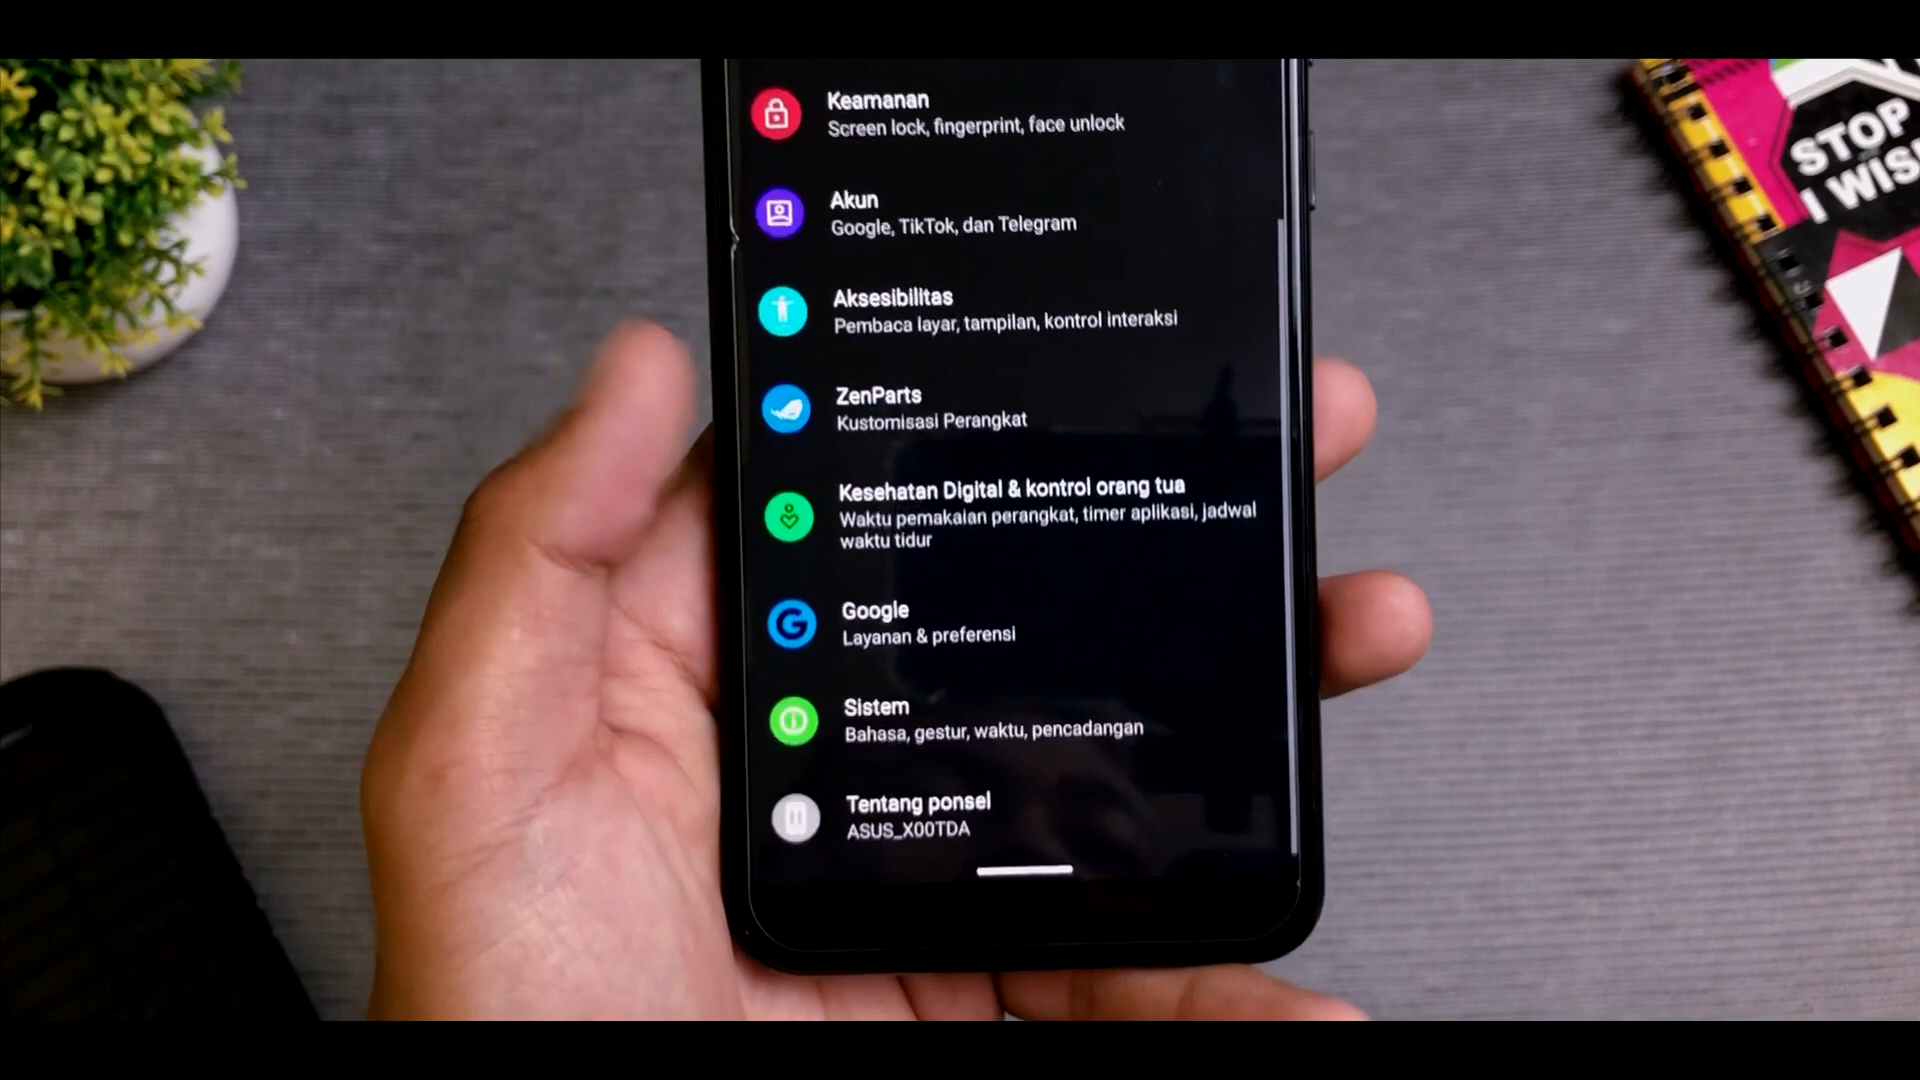 Keamanan
Screen lock, fingerprint, face unlock
Akun
Google, TikTok, dan Telegram
Aksesibilitas
Pembaca layar, tampilan, kontrol interaksi
ZenParts
Kustomisasi Perangkat
Kesehatan Digital & kontrol orang tua
Waktu pemakaian perangkat, timer aplikasi, jadwal
waktu tidur
Google
Layanan & preferensi
Sistem
Bahasa, gestur, waktu, pencadangan
Tentang ponsel
ASUS_X00TDA
STOP
I WIS